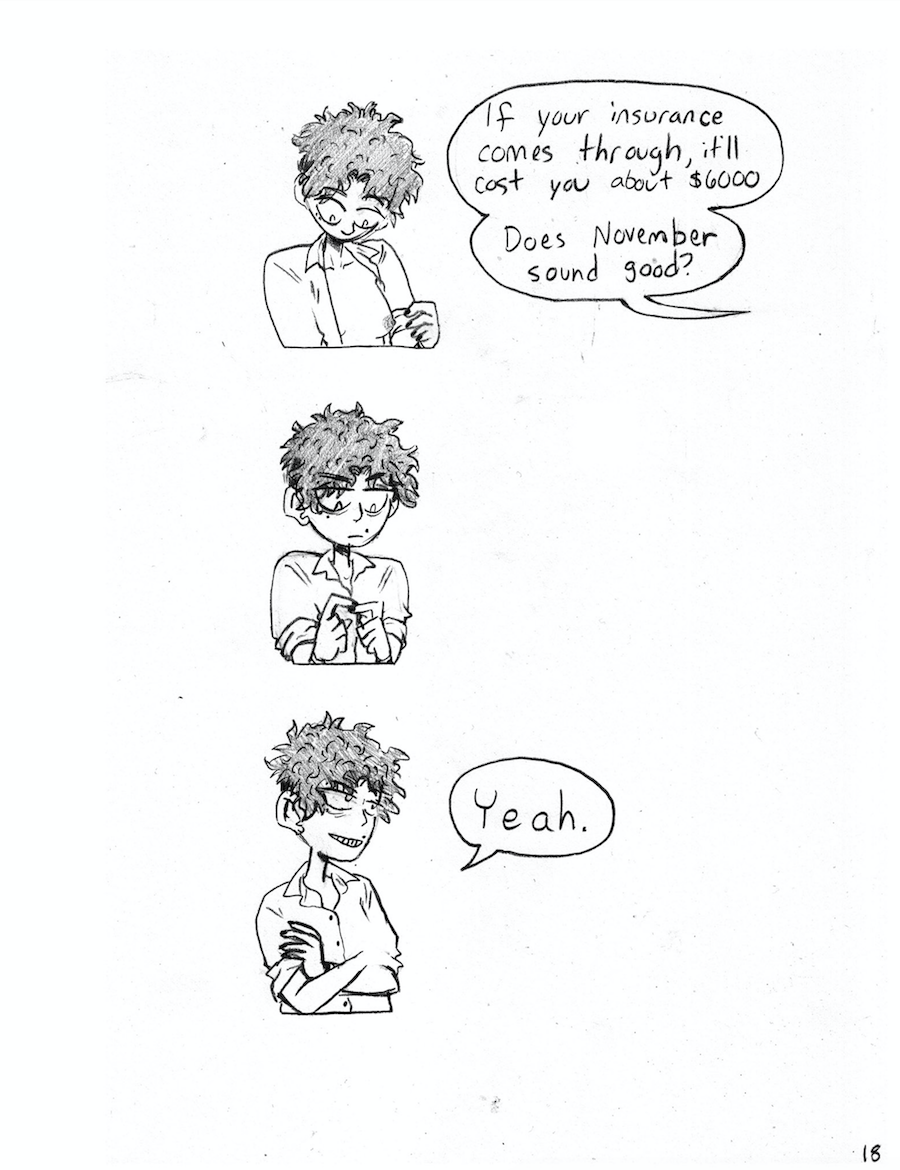 If your insurance
comes through, it'll
cost you about $6000
Does November
sound good?
Yeah.
18